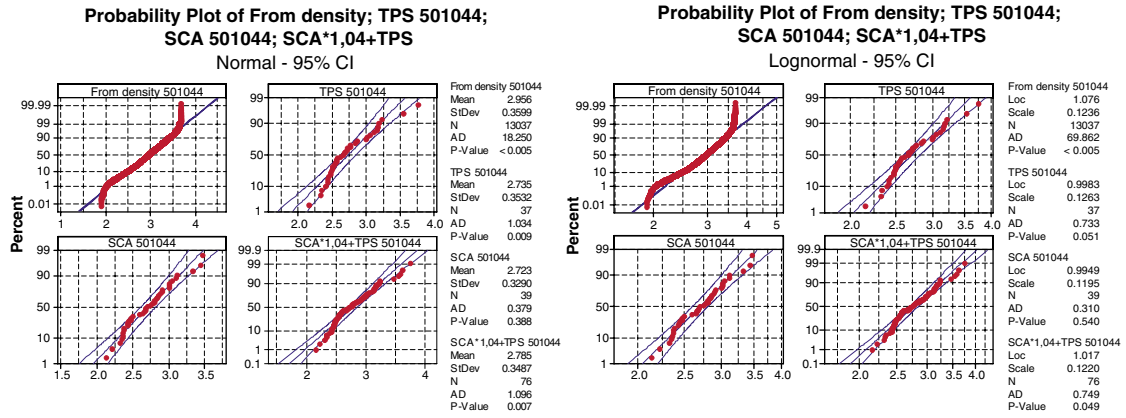 Probability Plot of From density; TPS 501044;
SCA 501044; SCA*1,04+TPS
Normal - 95% CI
Percent
From density 501044
99.99
99
90
50
10
1
0.01
1 2 3 4
TPS 501044
99
90
50
10
1
2.0 2.5 3.0 3.5 4.0
SCA 501044
99
90
50
10
1
1.5 2.0 2.5 3.0 3.5
SCA*1,04+TPS 501044
99.9
99
90
50
10
1
0.1
2 3 4
From density 501044
Mean 2.956
StDev 0.3599
N 13037
AD 18.250
P-Value < 0.005
TPS 501044
Mean 2.735
StDev 0.3532
N 37
AD 1.034
P-Value 0.009
SCA 501044
Mean 2.723
StDev 0.3290
N 39
AD 0.379
P-Value 0.388
SCA*1,04+TPS 501044
Mean 2.785
StDev 0.3487
N 76
AD 1.096
P-Value 0.007
Probability Plot of From density; TPS 501044;
SCA 501044; SCA*1,04+TPS
Lognormal - 95% CI
Percent
From density 501044
99.99
99
90
50
10
1
0.01
2 3 4 5
TPS 501044
99
90
50
10
1
2.0 2.5 3.0 3.5 4.0
SCA 501044
99
90
50
10
1
2.0 2.5 3.0 3.5 4.0
SCA*1,04+TPS 501044
99.9
99
90
50
10
1
0.1
2.0 2.5 3.0 3.5 4.0
From density 501044
Loc 1.076
Scale 0.1236
N 13037
AD 69.862
P-Value < 0.005
TPS 501044
Loc 0.9983
Scale 0.1263
N 37
AD 0.733
P-Value 0.051
SCA 501044
Loc 0.9949
Scale 0.1195
N 39
AD 0.310
P-Value 0.540
SCA*1,04+TPS 501044
Loc 1.017
Scale 0.1220
N 76
AD 0.749
P-Value 0.049